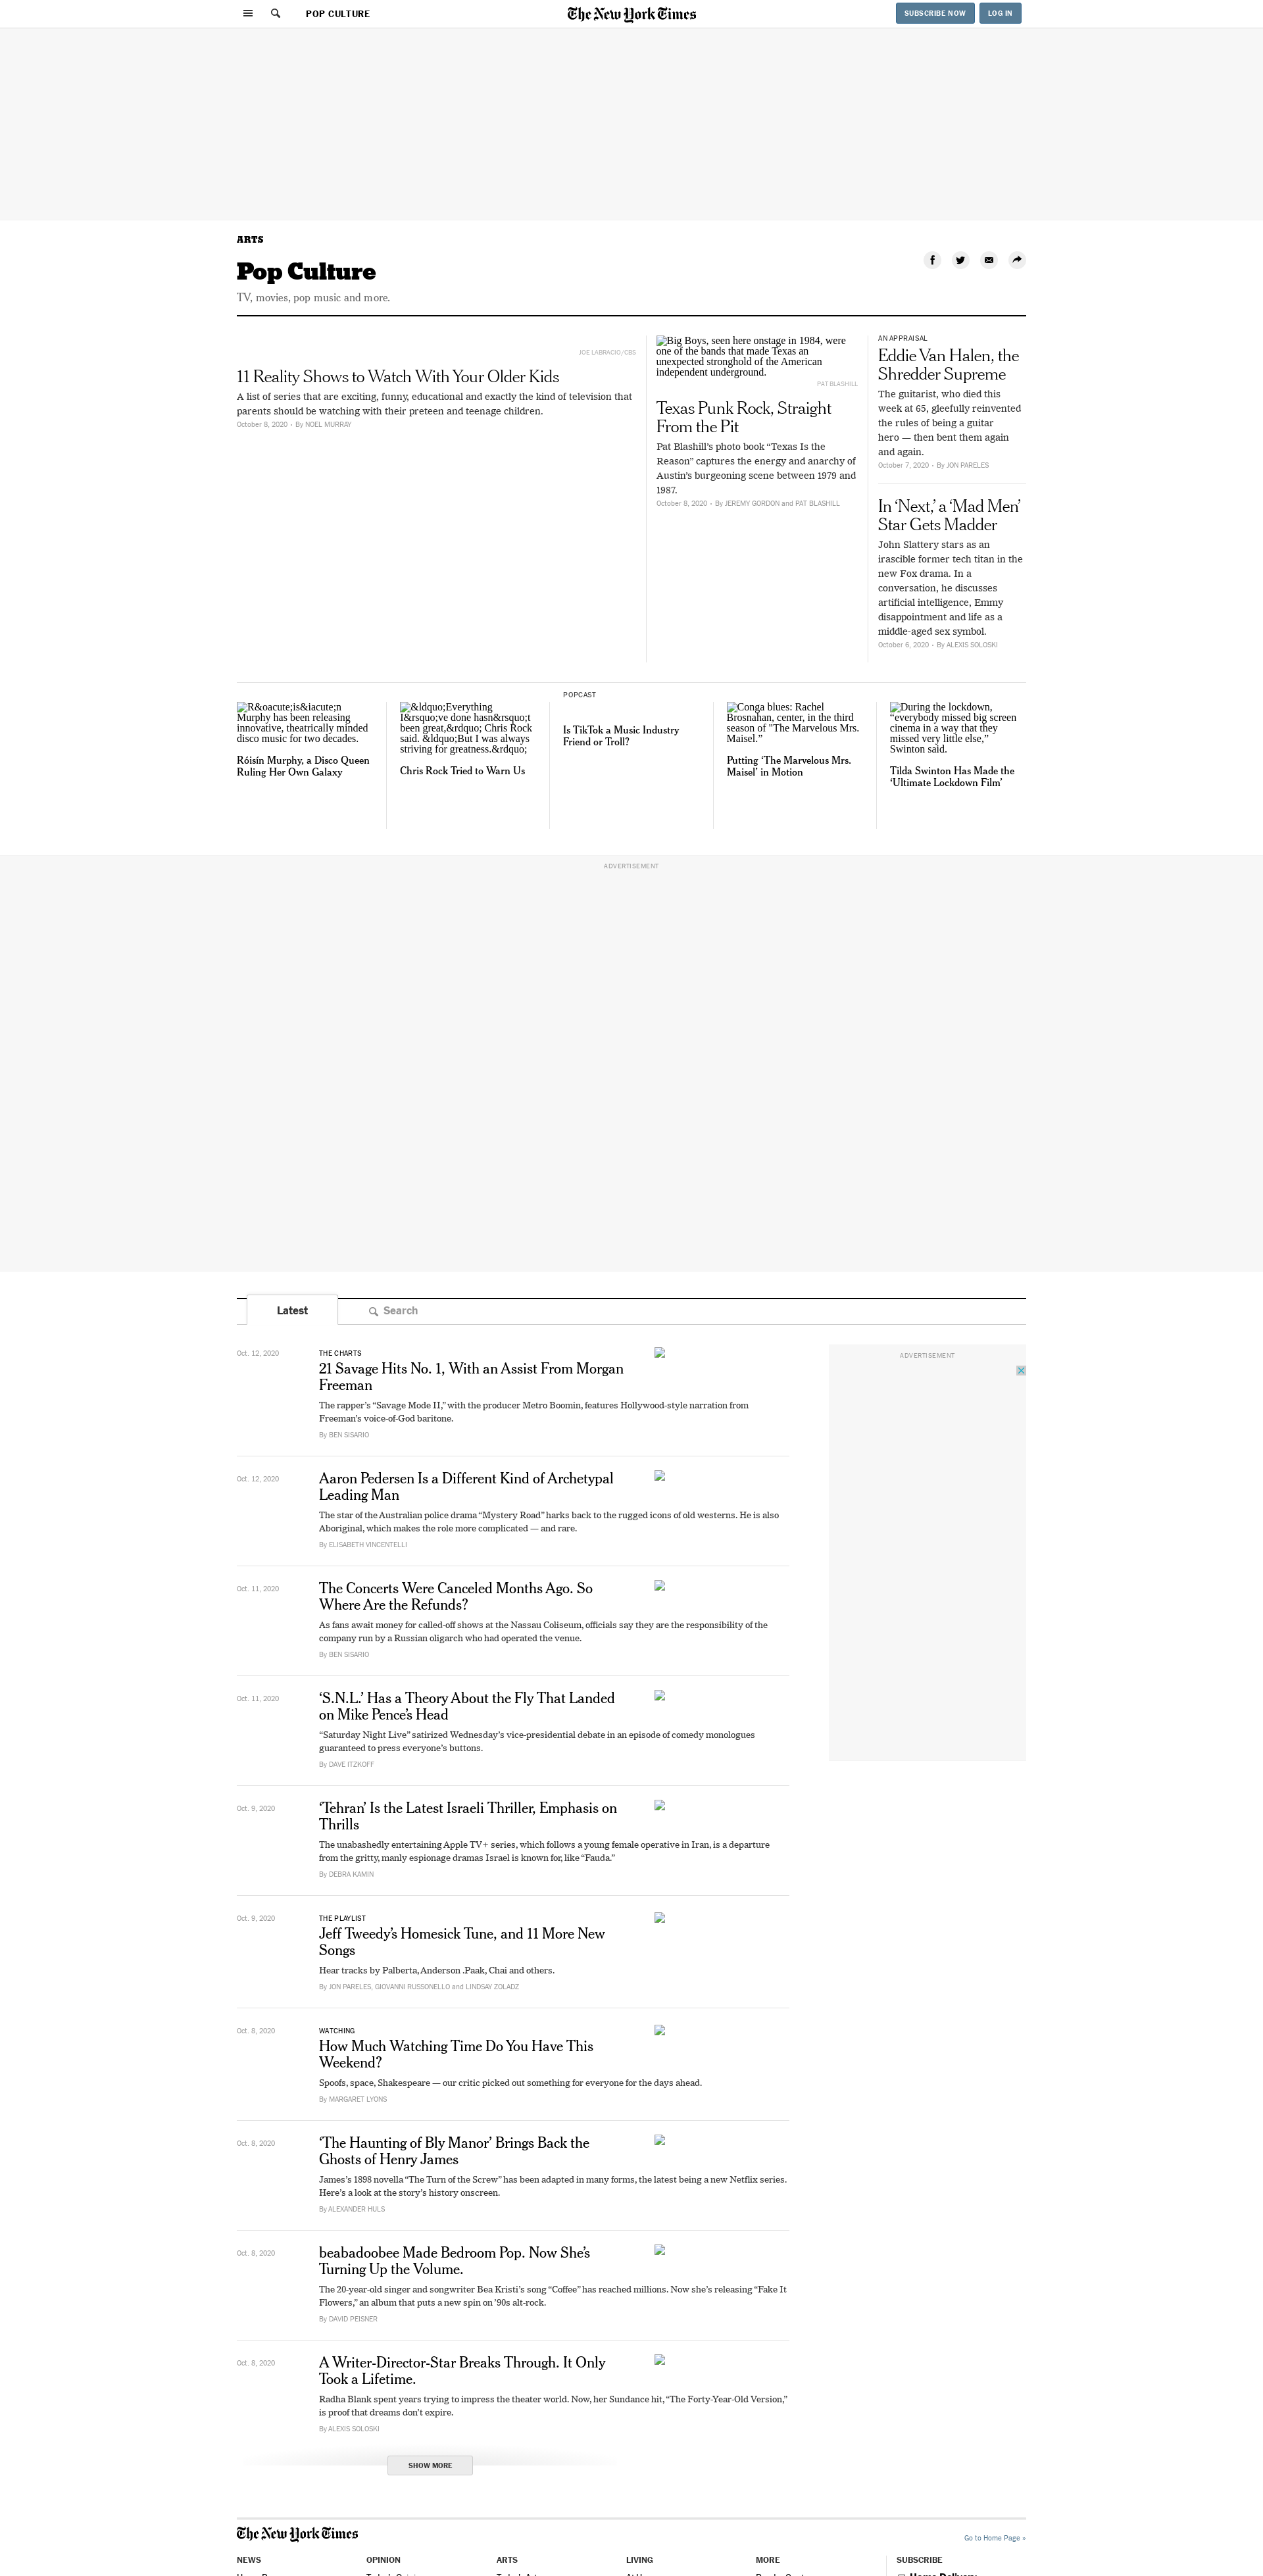 POP CULTURE
The New York Times
SUBSCRIBE NOW
LOG IN
ARTS
Pop Culture
TV, movies, pop music and more.
JOE LABRACIO/CBS
11 Reality Shows to Watch With Your Older Kids
A list of series that are exciting, funny, educational and exactly the kind of television that
parents should be watching with their preteen and teenage children.
October 8, 2020 · By NOEL MURRAY
Big Boys, seen here onstage in 1984, were
one of the bands that made Texas an
unexpected stronghold of the American
independent underground.
PAT BLASHILL
Texas Punk Rock, Straight
From the Pit
Pat Blashill’s photo book “Texas Is the
Reason” captures the energy and anarchy of
Austin’s burgeoning scene between 1979 and
1987.
October 8, 2020 · By JEREMY GORDON and PAT BLASHILL
AN APPRAISAL
Eddie Van Halen, the
Shredder Supreme
The guitarist, who died this
week at 65, gleefully reinvented
the rules of being a guitar
hero — then bent them again
and again.
October 7, 2020 · By JON PARELES
In ‘Next,’ a ‘Mad Men’
Star Gets Madder
John Slattery stars as an
irascible former tech titan in the
new Fox drama. In a
conversation, he discusses
artificial intelligence, Emmy
disappointment and life as a
middle-aged sex symbol.
October 6, 2020 · By ALEXIS SOLOSKI
R&oacute;is&iacute;n
Murphy has been releasing
innovative, theatrically minded
disco music for two decades.
Róisín Murphy, a Disco Queen
Ruling Her Own Galaxy
&ldquo;Everything
I&rsquo;ve done hasn&rsquo;t
been great,&rdquo; Chris Rock
said. &ldquo;But I was always
striving for greatness.&rdquo;
Chris Rock Tried to Warn Us
POPCAST
Is TikTok a Music Industry
Friend or Troll?
Conga blues: Rachel
Brosnahan, center, in the third
season of "The Marvelous Mrs.
Maisel.”
Putting ‘The Marvelous Mrs.
Maisel’ in Motion
During the lockdown,
“everybody missed big screen
cinema in a way that they
missed very little else,”
Swinton said.
Tilda Swinton Has Made the
‘Ultimate Lockdown Film’
ADVERTISEMENT
Latest
Search
ADVERTISEMENT
Oct. 12, 2020
THE CHARTS
21 Savage Hits No. 1, With an Assist From Morgan
Freeman
The rapper’s “Savage Mode II,” with the producer Metro Boomin, features Hollywood-style narration from
Freeman’s voice-of-God baritone.
By BEN SISARIO
Oct. 12, 2020
Aaron Pedersen Is a Different Kind of Archetypal
Leading Man
The star of the Australian police drama “Mystery Road” harks back to the rugged icons of old westerns. He is also
Aboriginal, which makes the role more complicated — and rare.
By ELISABETH VINCENTELLI
Oct. 11, 2020
The Concerts Were Canceled Months Ago. So
Where Are the Refunds?
As fans await money for called-off shows at the Nassau Coliseum, officials say they are the responsibility of the
company run by a Russian oligarch who had operated the venue.
By BEN SISARIO
Oct. 11, 2020
‘S.N.L.’ Has a Theory About the Fly That Landed
on Mike Pence’s Head
“Saturday Night Live” satirized Wednesday’s vice-presidential debate in an episode of comedy monologues
guaranteed to press everyone’s buttons.
By DAVE ITZKOFF
Oct. 9, 2020
‘Tehran’ Is the Latest Israeli Thriller, Emphasis on
Thrills
The unabashedly entertaining Apple TV+ series, which follows a young female operative in Iran, is a departure
from the gritty, manly espionage dramas Israel is known for, like “Fauda.”
By DEBRA KAMIN
Oct. 9, 2020
THE PLAYLIST
Jeff Tweedy’s Homesick Tune, and 11 More New
Songs
Hear tracks by Palberta, Anderson .Paak, Chai and others.
By JON PARELES, GIOVANNI RUSSONELLO and LINDSAY ZOLADZ
Oct. 8, 2020
WATCHING
How Much Watching Time Do You Have This
Weekend?
Spoofs, space, Shakespeare — our critic picked out something for everyone for the days ahead.
By MARGARET LYONS
Oct. 8, 2020
‘The Haunting of Bly Manor’ Brings Back the
Ghosts of Henry James
James’s 1898 novella “The Turn of the Screw” has been adapted in many forms, the latest being a new Netflix series.
Here’s a look at the story’s history onscreen.
By ALEXANDER HULS
Oct. 8, 2020
beabadoobee Made Bedroom Pop. Now She’s
Turning Up the Volume.
The 20-year-old singer and songwriter Bea Kristi’s song “Coffee” has reached millions. Now she’s releasing “Fake It
Flowers,” an album that puts a new spin on ’90s alt-rock.
By DAVID PEISNER
Oct. 8, 2020
A Writer-Director-Star Breaks Through. It Only
Took a Lifetime.
Radha Blank spent years trying to impress the theater world. Now, her Sundance hit, “The Forty-Year-Old Version,”
is proof that dreams don’t expire.
By ALEXIS SOLOSKI
SHOW MORE
The New York Times
Go to Home Page »
NEWS
OPINION
ARTS
LIVING
MORE
SUBSCRIBE